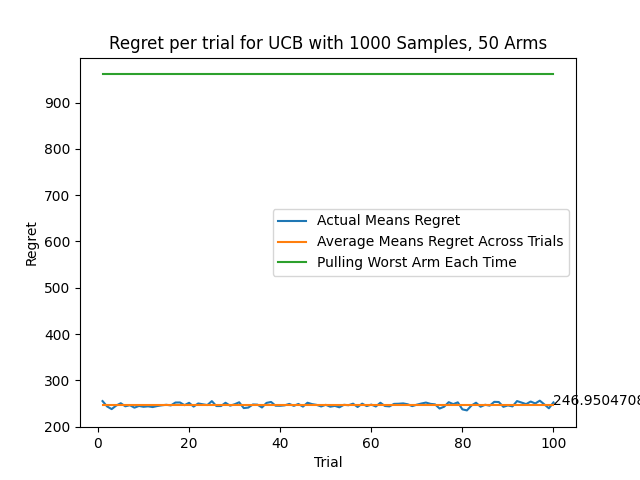 Regret per trial for UCB with 1000 Samples, 50 Arms
Regret
900
800
700
600
500
400
300
200
Actual Means Regret
Average Means Regret Across Trials
Pulling Worst Arm Each Time
246.9504708
0 20 40 60 80 100
Trial